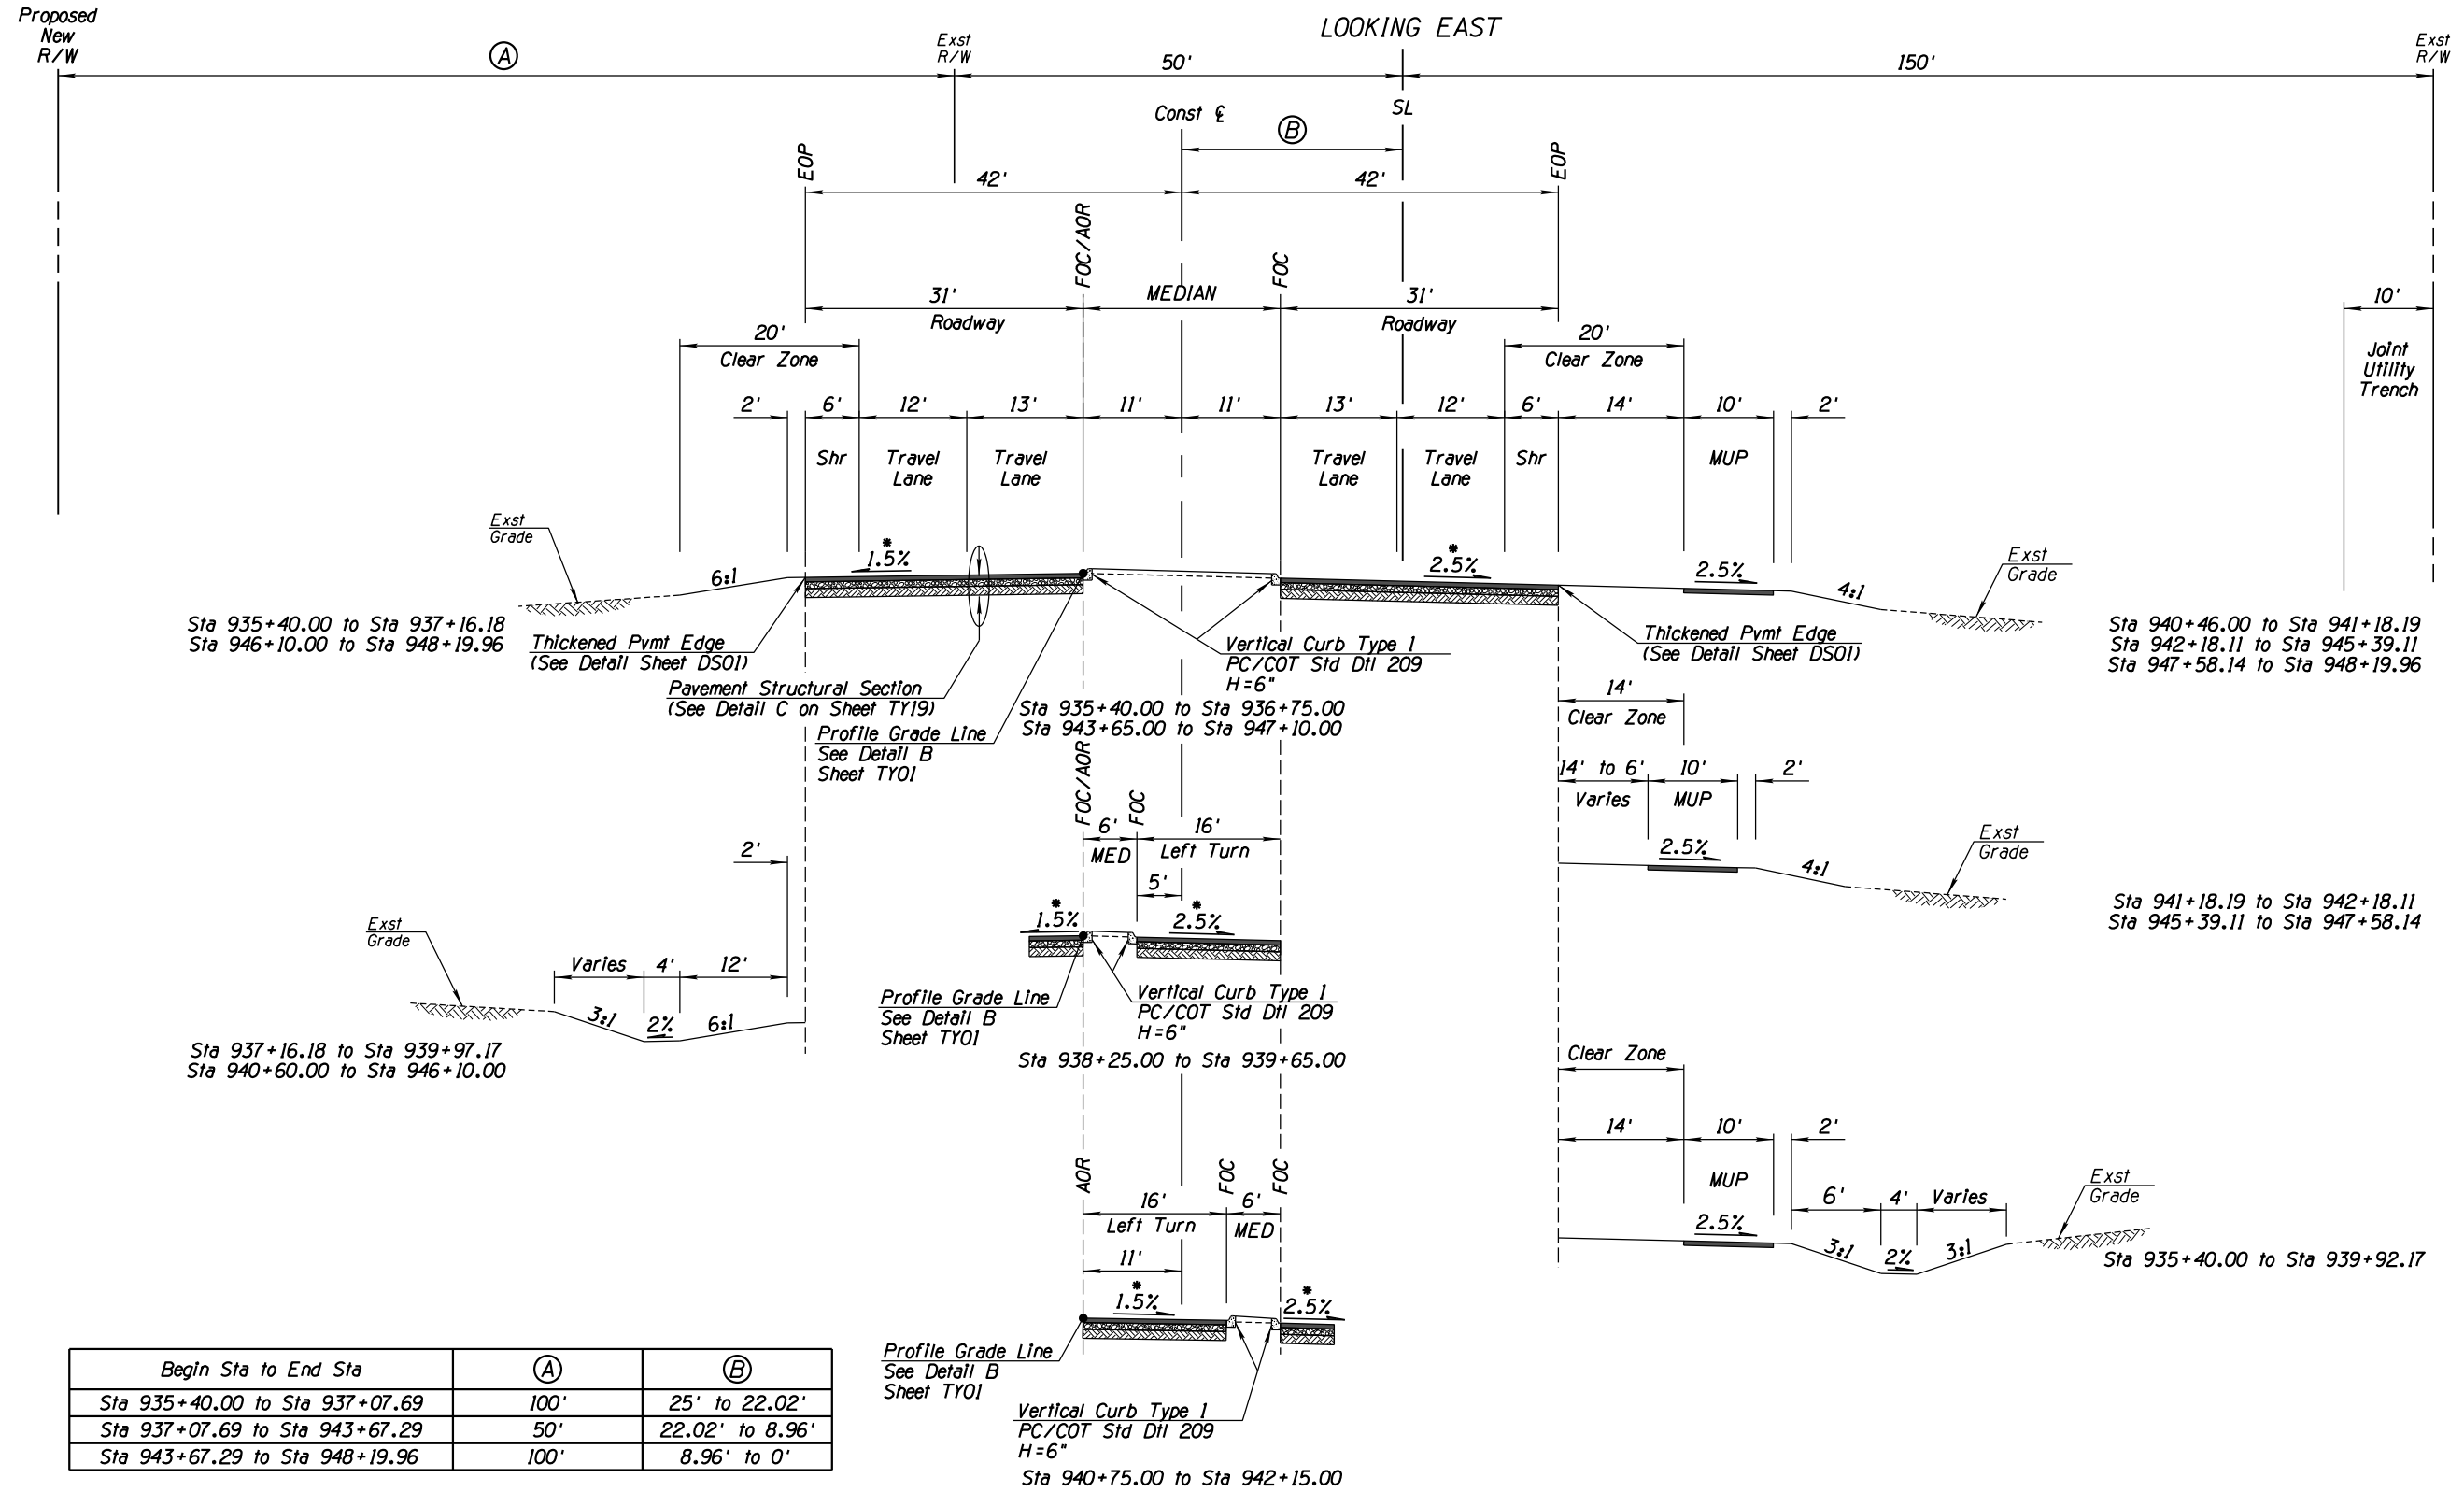 LOOKING EAST
Proposed
New
R/W
Exst
R/W
Exst
R/W
A
50'
150'
Const ℄
SL
B
EOP
42'
42'
EOP
FOC/AOR
FOC
31'
MEDIAN
31'
10'
Roadway
Roadway
20'
Clear Zone
20'
Clear Zone
Joint
Utility
Trench
2'
6'
12'
13'
11'
11'
13'
12'
6'
14'
10'
2'
Shr
Travel
Lane
Travel
Lane
Travel
Lane
Travel
Lane
Shr
MUP
Exst
Grade
6:1
*
1.5%
*
2.5%
2.5%
4:1
Exst
Grade
Sta 935+40.00 to Sta 937+16.18
Sta 946+10.00 to Sta 948+19.96
Thickened Pvmt Edge
(See Detail Sheet DS01)
Pavement Structural Section
(See Detail C on Sheet TY19)
Profile Grade Line
See Detail B
Sheet TY01
Vertical Curb Type 1
PC/COT Std Dtl 209
H=6"
Sta 935+40.00 to Sta 936+75.00
Sta 943+65.00 to Sta 947+10.00
Thickened Pvmt Edge
(See Detail Sheet DS01)
Sta 940+46.00 to Sta 941+18.19
Sta 942+18.11 to Sta 945+39.11
Sta 947+58.14 to Sta 948+19.96
14'
Clear Zone
14' to 6'
10'
2'
Varies
MUP
2.5%
4:1
Exst
Grade
Sta 941+18.19 to Sta 942+18.11
Sta 945+39.11 to Sta 947+58.14
FOC/AOR
FOC
6'
16'
MED
Left Turn
5'
*
1.5%
*
2.5%
Profile Grade Line
See Detail B
Sheet TY01
Vertical Curb Type 1
PC/COT Std Dtl 209
H=6"
Sta 938+25.00 to Sta 939+65.00
2'
Exst
Grade
Varies
4'
12'
3:1
2%
6:1
Sta 937+16.18 to Sta 939+97.17
Sta 940+60.00 to Sta 946+10.00
Clear Zone
14'
10'
2'
MUP
6'
4'
Varies
2.5%
3:1
2%
3:1
Exst
Grade
Sta 935+40.00 to Sta 939+92.17
AOR
FOC
FOC
16'
6'
Left Turn
MED
11'
*
1.5%
*
2.5%
Profile Grade Line
See Detail B
Sheet TY01
Vertical Curb Type 1
PC/COT Std Dtl 209
H=6"
Sta 940+75.00 to Sta 942+15.00
Begin Sta to End Sta A B
Sta 935+40.00 to Sta 937+07.69 100' 25' to 22.02'
Sta 937+07.69 to Sta 943+67.29 50' 22.02' to 8.96'
Sta 943+67.29 to Sta 948+19.96 100' 8.96' to 0'